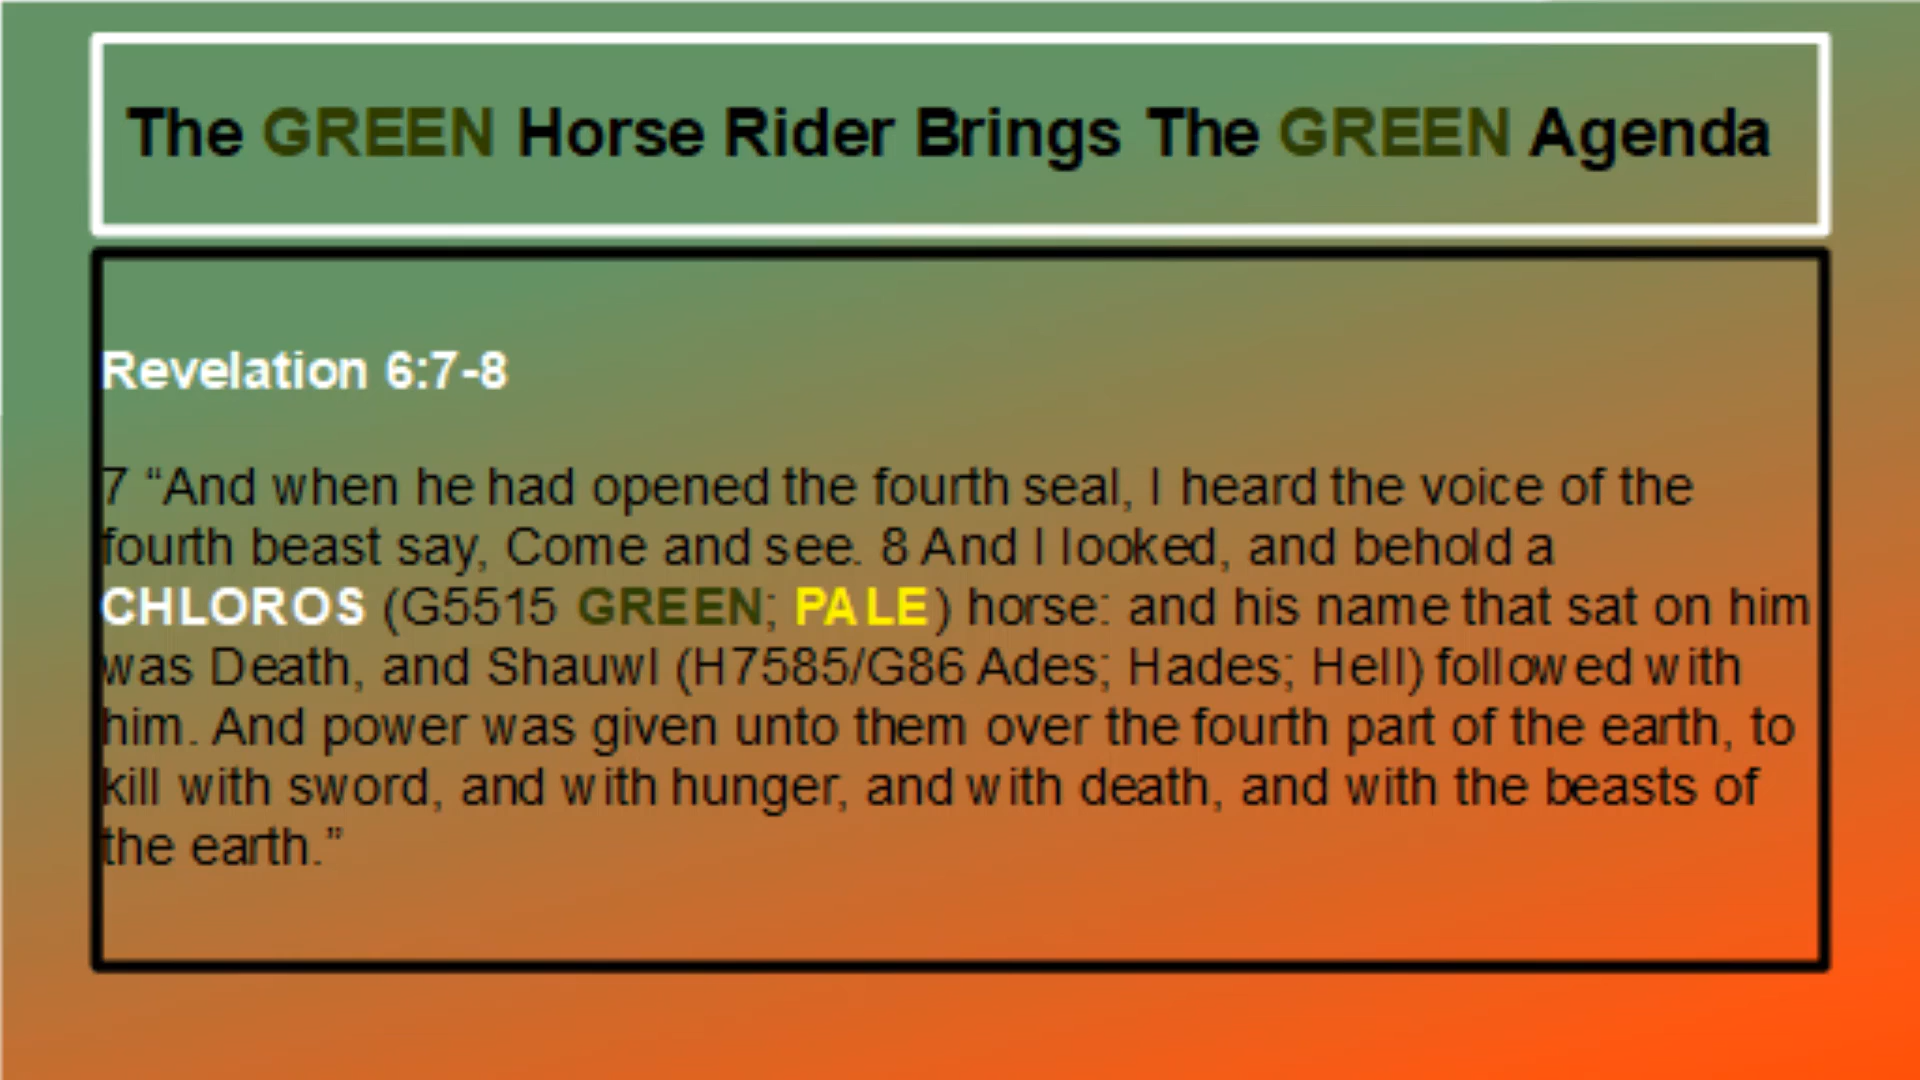 The GREEN Horse Rider Brings The GREEN Agenda
Revelation 6:7-8
7 “And when he had opened the fourth seal, I heard the voice of the
fourth beast say, Come and see. 8 And I looked, and behold a
CHLOROS (G5515 GREEN; PALE) horse: and his name that sat on him
was Death, and Shauwl (H7585/G86 Ades; Hades; Hell) followed with
him. And power was given unto them over the fourth part of the earth, to
kill with sword, and with hunger, and with death, and with the beasts of
the earth.”